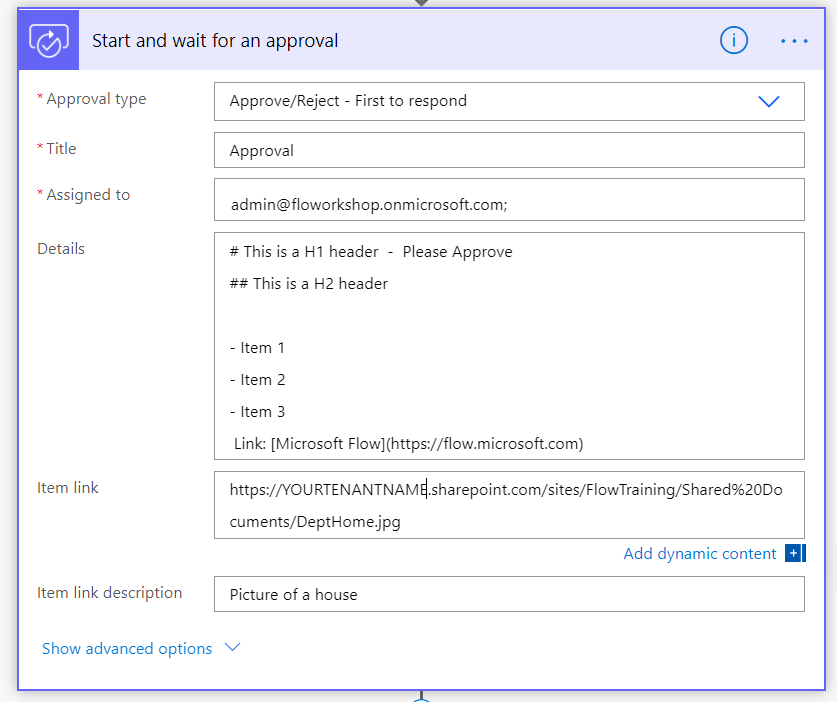 Start and wait for an approval
* Approval type
Approve/Reject - First to respond
* Title
Approval
* Assigned to
admin@floworkshop.onmicrosoft.com;
Details
# This is a H1 header  -  Please Approve
## This is a H2 header
- Item 1
- Item 2
- Item 3
Link: [Microsoft Flow](https://flow.microsoft.com)
Item link
https://YOURTENANTNAME.sharepoint.com/sites/FlowTraining/Shared%20Do
cuments/DeptHome.jpg
Add dynamic content
Item link description
Picture of a house
Show advanced options